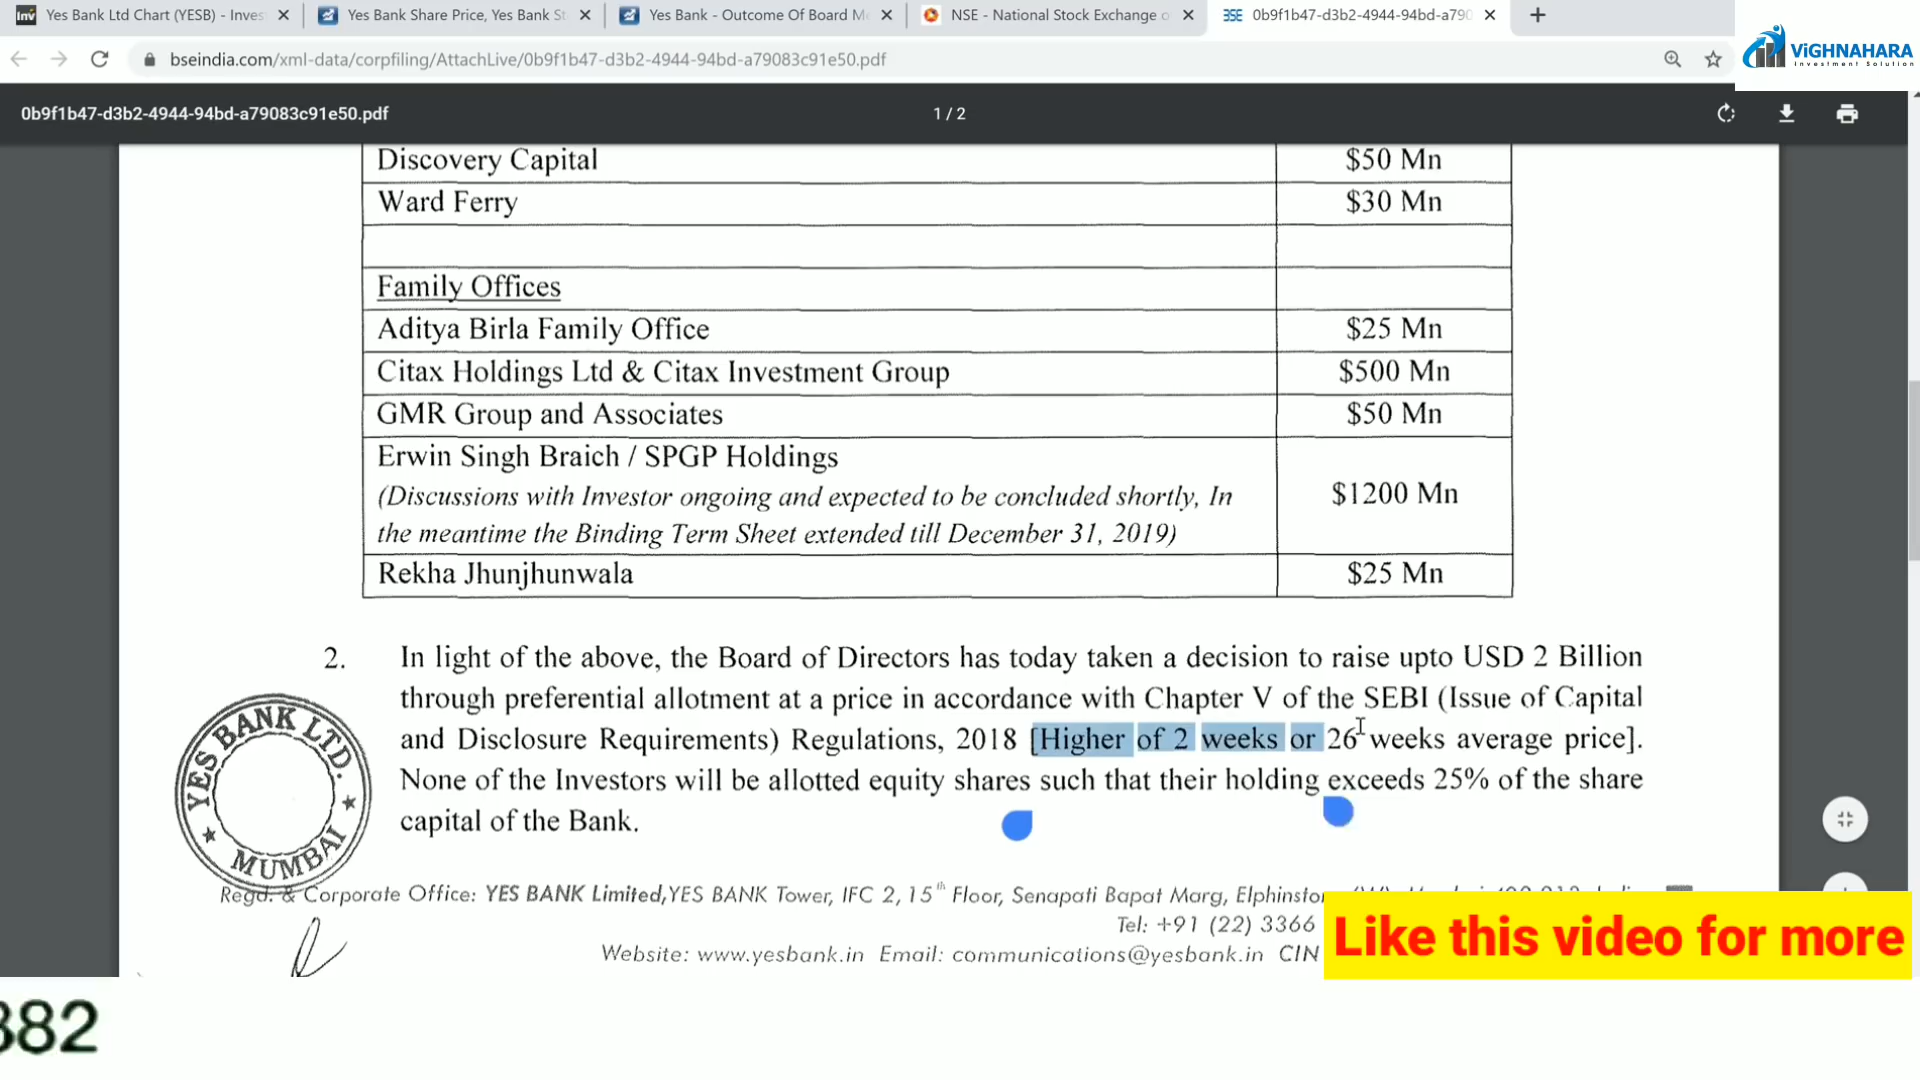 Yes Bank Ltd Chart (YESB) - Inves
Yes Bank Share Price, Yes Bank St
Yes Bank - Outcome Of Board Me
NSE - National Stock Exchange o
0b9f1b47-d3b2-4944-94bd-a790
bseindia.com/xml-data/corpfiling/AttachLive/0b9f1b47-d3b2-4944-94bd-a79083c91e50.pdf
ViGHNAHARA
Investment Solution
0b9f1b47-d3b2-4944-94bd-a79083c91e50.pdf
1 / 2
Discovery Capital $50 Mn
Ward Ferry $30 Mn
Family Offices
Aditya Birla Family Office $25 Mn
Citax Holdings Ltd & Citax Investment Group $500 Mn
GMR Group and Associates $50 Mn
Erwin Singh Braich / SPGP Holdings
(Discussions with Investor ongoing and expected to be concluded shortly, In
the meantime the Binding Term Sheet extended till December 31, 2019)
$1200 Mn
Rekha Jhunjhunwala $25 Mn
2. In light of the above, the Board of Directors has today taken a decision to raise upto USD 2 Billion
through preferential allotment at a price in accordance with Chapter V of the SEBI (Issue of Capital
and Disclosure Requirements) Regulations, 2018 [Higher of 2 weeks or 26 weeks average price].
None of the Investors will be allotted equity shares such that their holding exceeds 25% of the share
capital of the Bank.
YES BANK LTD.
MUMBAI
Regd. & Corporate Office: YES BANK Limited,YES BANK Tower, IFC 2, 15th Floor, Senapati Bapat Marg, Elphinston
Tel: +91 (22) 3366
Website: www.yesbank.in Email: communications@yesbank.in CIN
Like this video for more
382